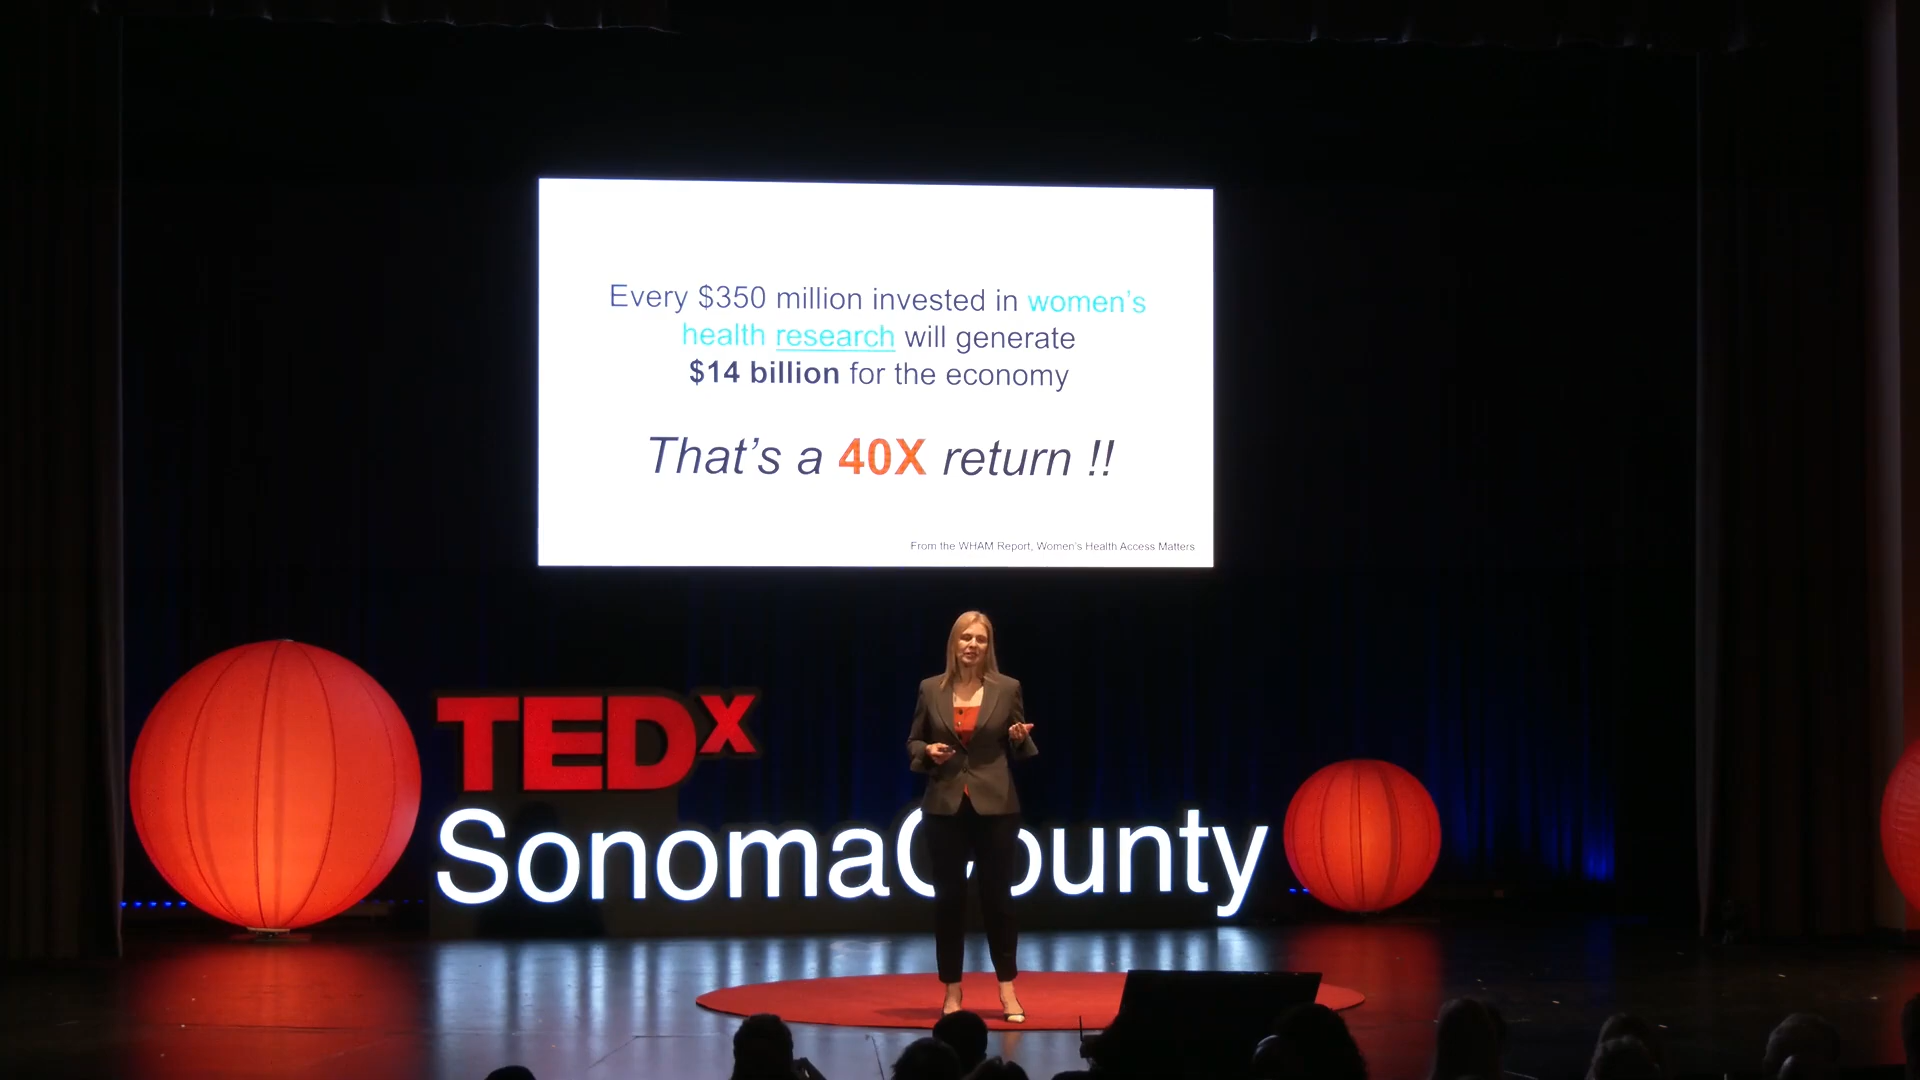 Every $350 million invested in women's
health research will generate
$14 billion for the economy
That's a 40X return !!
From the WHAM Report, Women's Health Access Matters
TEDx
SonomaCounty